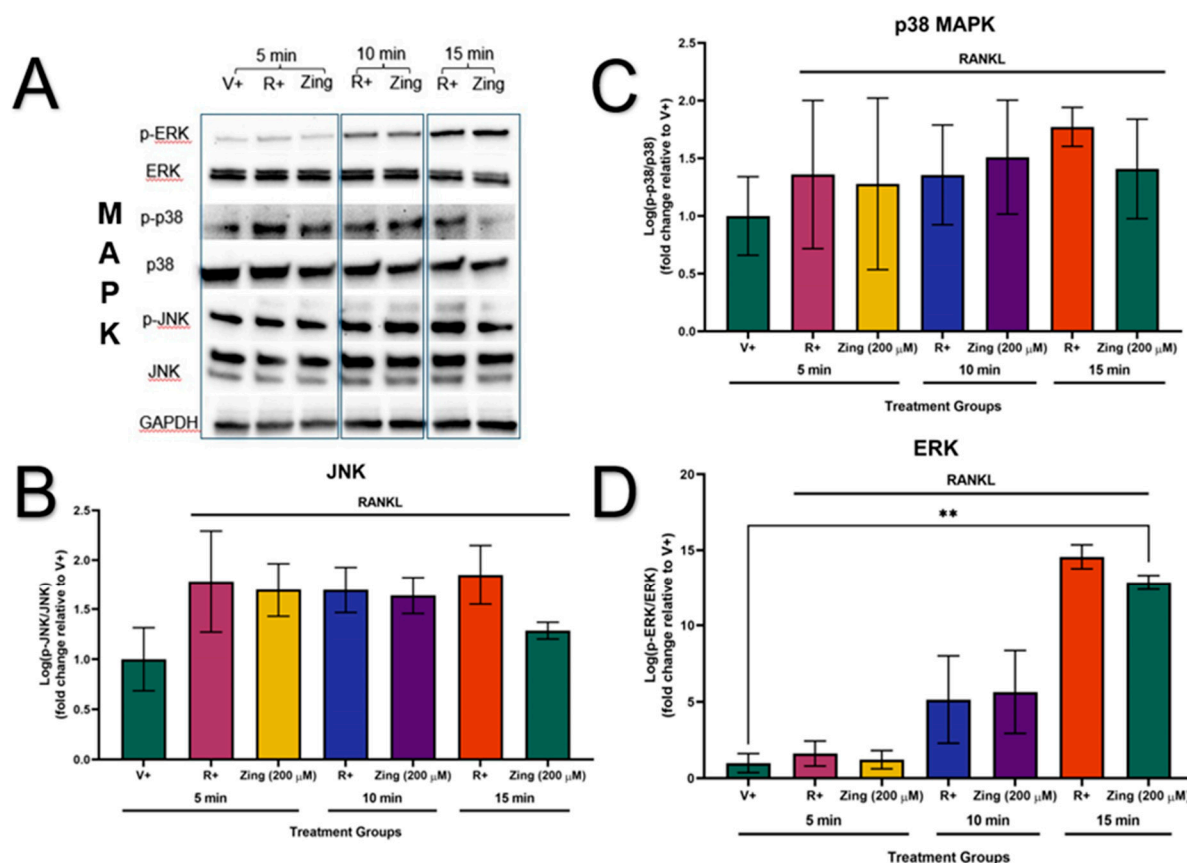 A
5 min
10 min
15 min
V+ R+ Zing R+ Zing R+ Zing
MAPK
p-ERK
ERK
p-p38
p38
p-JNK
JNK
GAPDH
B
JNK
RANKL
Log(p-JNK/JNK)
(fold change relative to V+)
2.5
2.0
1.5
1.0
0.5
0.0
V+ R+ Zing (200 μM) R+ Zing (200 μM) R+ Zing (200 μM)
5 min 10 min 15 min
Treatment Groups
C
p38 MAPK
RANKL
Log(p-p38/p38)
(fold change relative to V+)
2.5
2.0
1.5
1.0
0.5
0.0
V+ R+ Zing (200 μM) R+ Zing (200 μM) R+ Zing (200 μM)
5 min 10 min 15 min
Treatment Groups
D
ERK
RANKL
**
Log(p-ERK/ERK)
(fold change relative to V+)
20
15
10
5
0
V+ R+ Zing (200 μM) R+ Zing (200 μM) R+ Zing (200 μM)
5 min 10 min 15 min
Treatment Groups